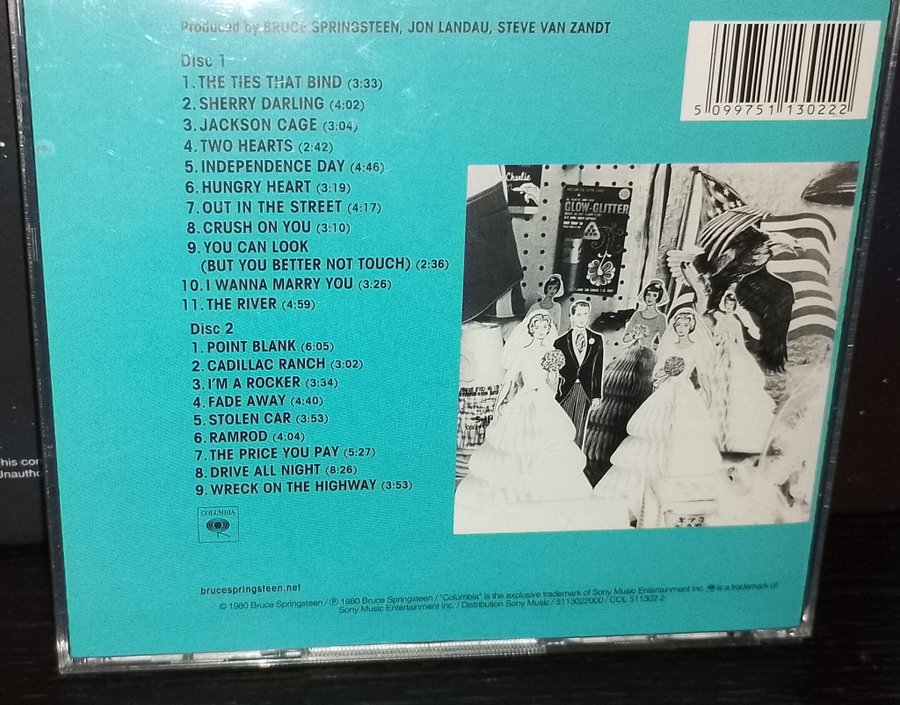 Produced by BRUCE SPRINGSTEEN, JON LANDAU, STEVE VAN ZANDT
Disc 1
1. THE TIES THAT BIND (3:33)
2. SHERRY DARLING (4:02)
3. JACKSON CAGE (3:04)
4. TWO HEARTS (2:42)
5. INDEPENDENCE DAY (4:46)
6. HUNGRY HEART (3:19)
7. OUT IN THE STREET (4:17)
8. CRUSH ON YOU (3:10)
9. YOU CAN LOOK
(BUT YOU BETTER NOT TOUCH) (2:36)
10. I WANNA MARRY YOU (3:26)
11. THE RIVER (4:59)
Disc 2
1. POINT BLANK (6:05)
2. CADILLAC RANCH (3:02)
3. I'M A ROCKER (3:34)
4. FADE AWAY (4:40)
5. STOLEN CAR (3:53)
6. RAMROD (4:04)
7. THE PRICE YOU PAY (5:27)
8. DRIVE ALL NIGHT (8:26)
9. WRECK ON THE HIGHWAY (3:53)
COLUMBIA
brucespringsteen.net
© 1980 Bruce Springsteen / ℗ 1980 Bruce Springsteen / "Columbia" is the exclusive trademark of Sony Music Entertainment Inc. is a trademark of
Sony Music Entertainment Inc. / Distribution Sony Music / 5113022000 / COL 511302 2
5 099751 130222
Charlie
GLOW-GLITTER
his cor
Unautho